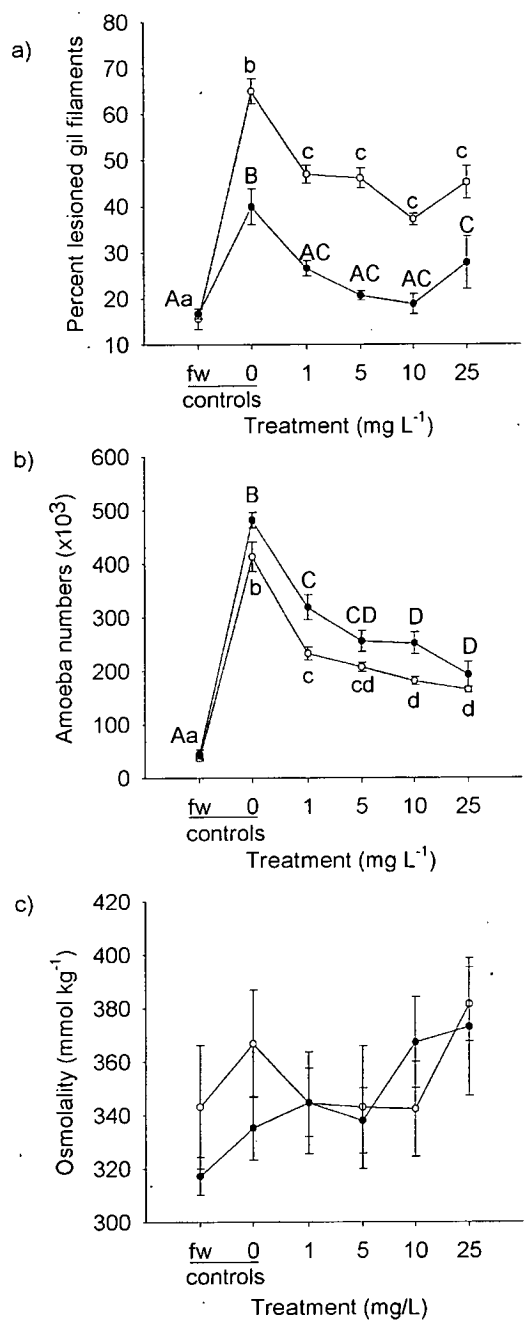 a)
Percent lesioned gil filaments
80
70
60
50
40
30
20
10
Aa
b
B
c
AC
c
AC
c
AC
c
C
fw 0 1 5 10 25
controls
Treatment (mg L⁻¹)
b)
Amoeba numbers (x10³)
600
500
400
300
200
100
0
Aa
B
b
C
c
CD
cd
D
d
D
d
fw 0 1 5 10 25
controls
Treatment (mg L⁻¹)
c)
Osmolality (mmol kg⁻¹)
420
400
380
360
340
320
300
fw 0 1 5 10 25
controls
Treatment (mg/L)